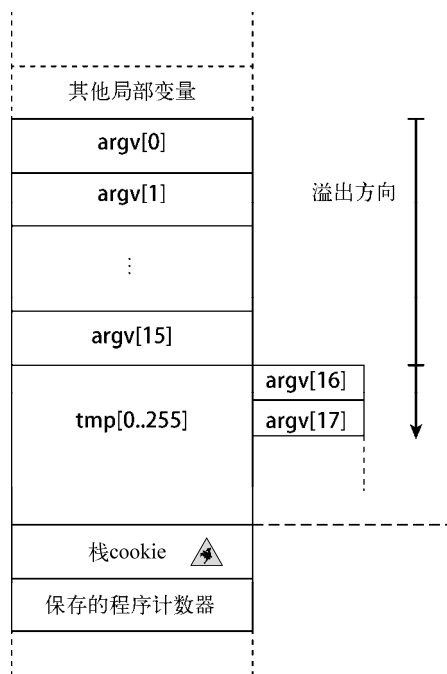 其他局部变量
argv[0]
argv[1]
溢出方向
⋮
argv[15]
argv[16]
tmp[0..255]
argv[17]
栈cookie
保存的程序计数器